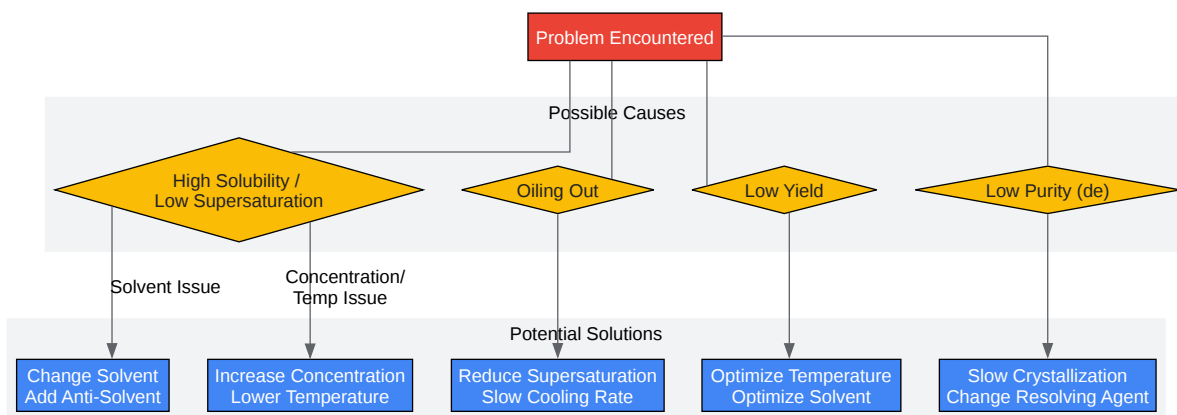 Problem Encountered
Possible Causes
High Solubility /
Low Supersaturation
Oiling Out
Low Yield
Low Purity (de)
Solvent Issue
Concentration/
Temp Issue
Potential Solutions
Change Solvent
Add Anti-Solvent
Increase Concentration
Lower Temperature
Reduce Supersaturation
Slow Cooling Rate
Optimize Temperature
Optimize Solvent
Slow Crystallization
Change Resolving Agent